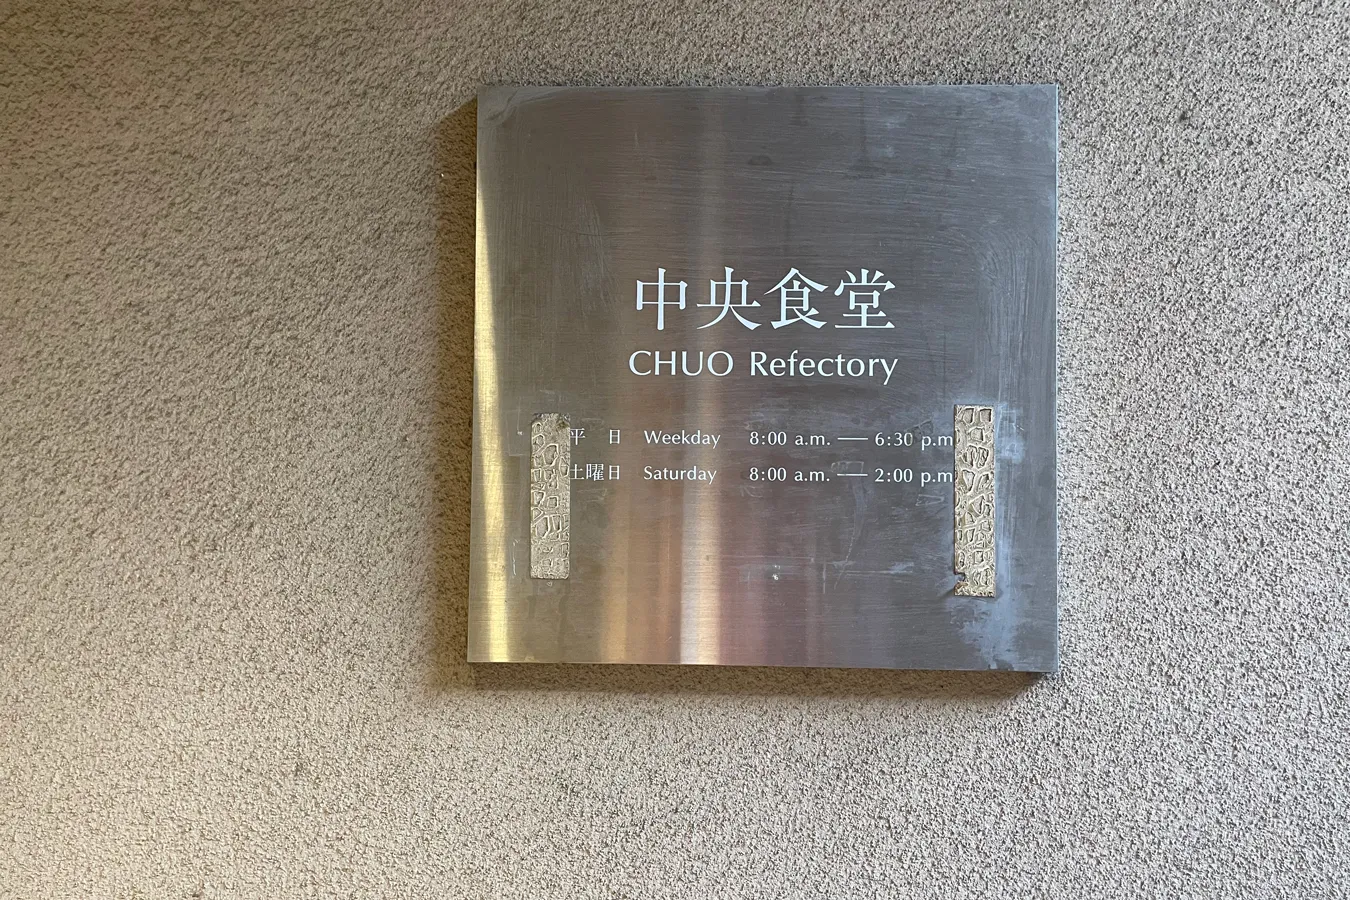 中央食堂
CHUO Refectory
平 日 Weekday 8:00 a.m. — 6:30 p.m
土曜日 Saturday 8:00 a.m. — 2:00 p.m